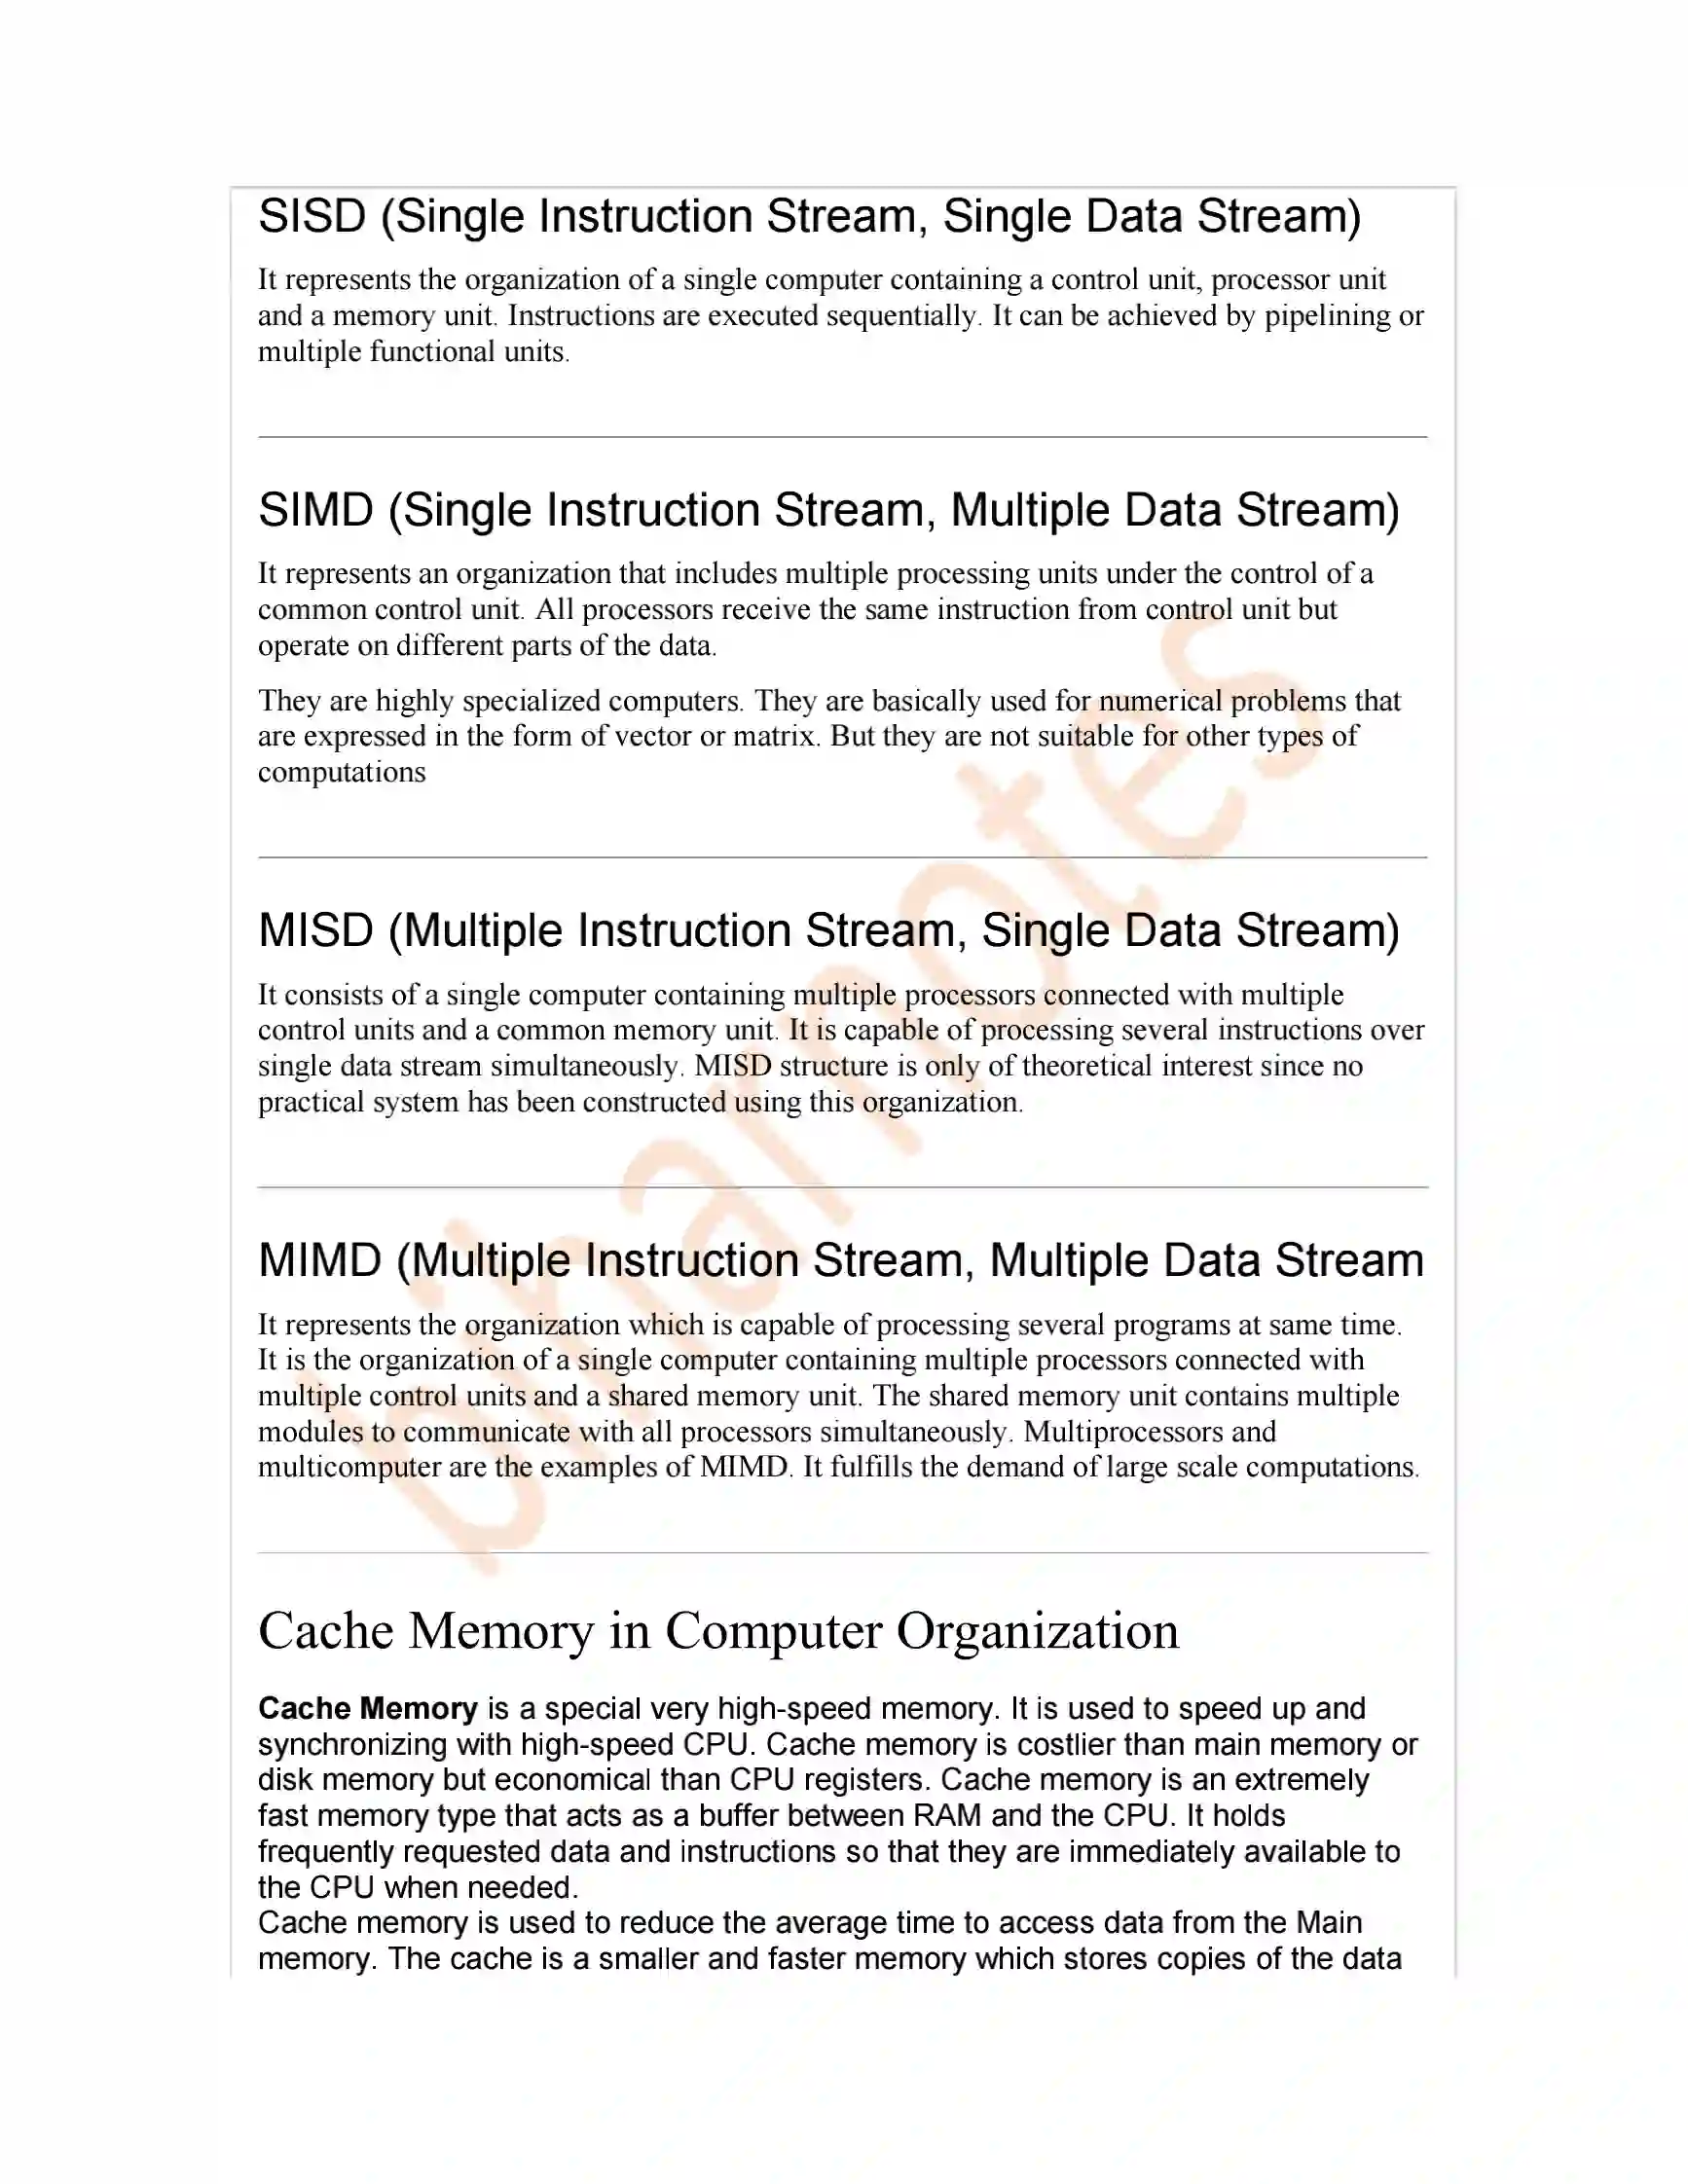 SISD (Single Instruction Stream, Single Data Stream)
It represents the organization of a single computer containing a control unit, processor unit
and a memory unit. Instructions are executed sequentially. It can be achieved by pipelining or
multiple functional units.
SIMD (Single Instruction Stream, Multiple Data Stream)
It represents an organization that includes multiple processing units under the control of a
common control unit. All processors receive the same instruction from control unit but
operate on different parts of the data.
They are highly specialized computers. They are basically used for numerical problems that
are expressed in the form of vector or matrix. But they are not suitable for other types of
computations
MISD (Multiple Instruction Stream, Single Data Stream)
It consists of a single computer containing multiple processors connected with multiple
control units and a common memory unit. It is capable of processing several instructions over
single data stream simultaneously. MISD structure is only of theoretical interest since no
practical system has been constructed using this organization.
MIMD (Multiple Instruction Stream, Multiple Data Stream
It represents the organization which is capable of processing several programs at same time.
It is the organization of a single computer containing multiple processors connected with
multiple control units and a shared memory unit. The shared memory unit contains multiple
modules to communicate with all processors simultaneously. Multiprocessors and
multicomputer are the examples of MIMD. It fulfills the demand of large scale computations.
Cache Memory in Computer Organization
Cache Memory is a special very high-speed memory. It is used to speed up and
synchronizing with high-speed CPU. Cache memory is costlier than main memory or
disk memory but economical than CPU registers. Cache memory is an extremely
fast memory type that acts as a buffer between RAM and the CPU. It holds
frequently requested data and instructions so that they are immediately available to
the CPU when needed.
Cache memory is used to reduce the average time to access data from the Main
memory. The cache is a smaller and faster memory which stores copies of the data
biharnotes